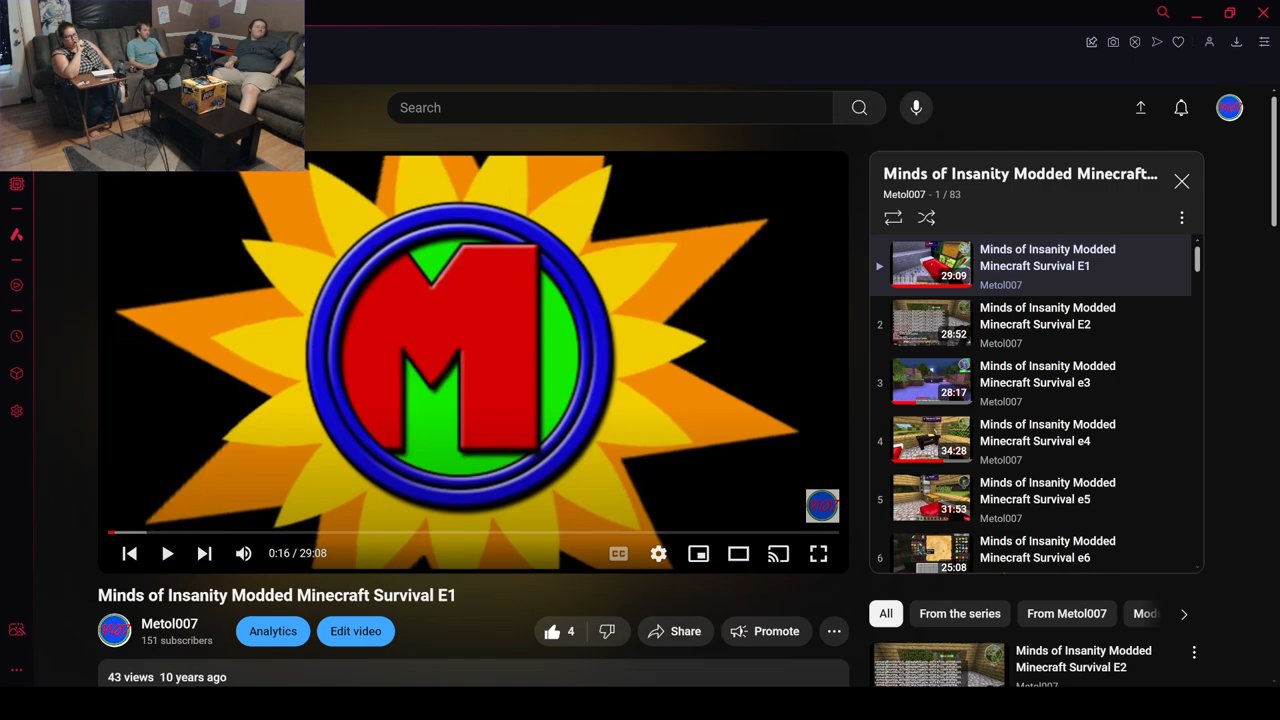 Search
Minds of Insanity Modded Minecraft...
Metol007 - 1 / 83
Minds of Insanity Modded
Minecraft Survival E1
Metol007
29:09
2
Minds of Insanity Modded
Minecraft Survival E2
Metol007
28:52
3
Minds of Insanity Modded
Minecraft Survival e3
Metol007
28:17
4
Minds of Insanity Modded
Minecraft Survival e4
Metol007
34:28
5
Minds of Insanity Modded
Minecraft Survival e5
Metol007
31:53
6
Minds of Insanity Modded
Minecraft Survival e6
25:08
M
0:16 / 29:08
CC
Minds of Insanity Modded Minecraft Survival E1
Metol007
151 subscribers
Analytics
Edit video
4
Share
Promote
43 views 10 years ago
All
From the series
From Metol007
Minds of Insanity Modded
Minecraft Survival E2